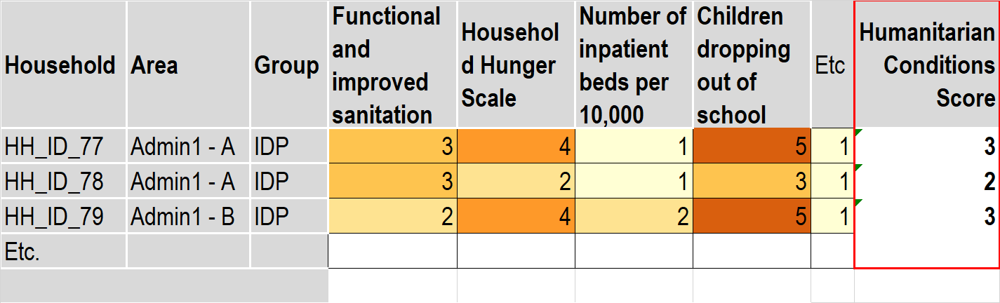 Household Area Group Functional and improved sanitation Househol d Hunger Scale Number of inpatient beds per 10,000 Children dropping out of school Etc Humanitarian Conditions Score
HH_ID_77 Admin1 - A IDP 3 4 1 5 1 3
HH_ID_78 Admin1 - A IDP 3 2 1 3 1 2
HH_ID_79 Admin1 - B IDP 2 4 2 5 1 3
Etc.